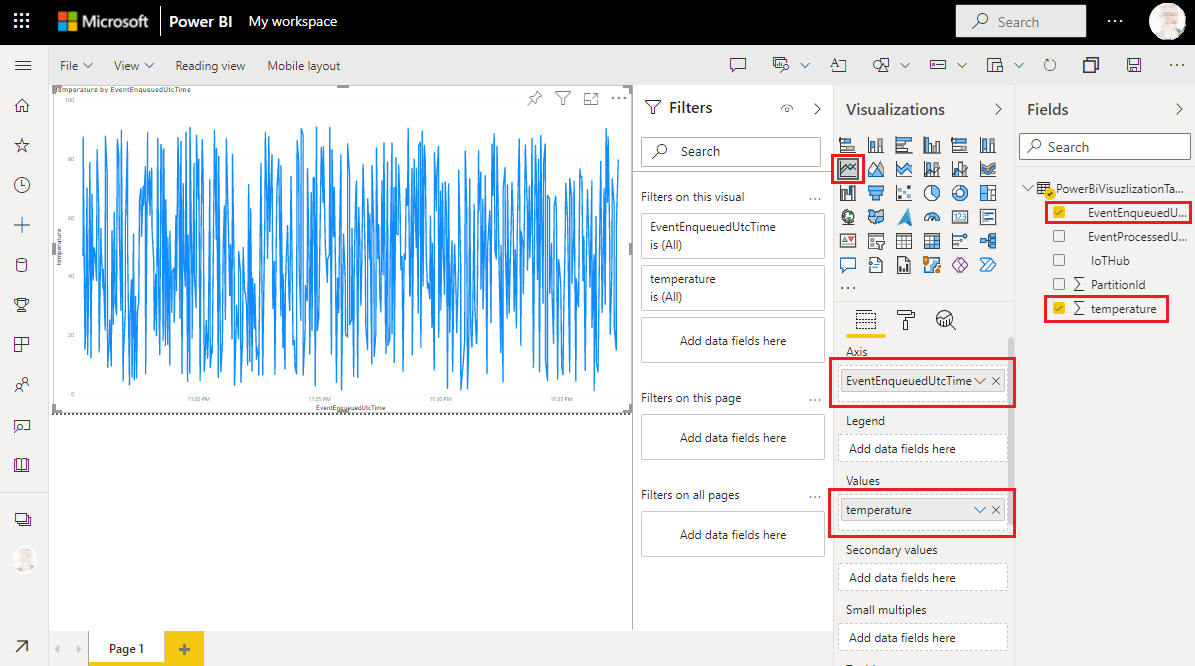 Microsoft Power BI My workspace Search
File View Reading view Mobile layout
temperature by EventEnqueuedUtcTime
100
80
60
40
20
0
temperature
11:20 PM 11:25 PM 11:30 PM 11:35 PM
EventEnqueuedUtcTime
Filters
Search
Filters on this visual
EventEnqueuedUtcTime
is (All)
temperature
is (All)
Add data fields here
Filters on this page
Add data fields here
Filters on all pages
Add data fields here
Visualizations
123
Axis
EventEnqueuedUtcTime
Legend
Add data fields here
Values
temperature
Secondary values
Add data fields here
Small multiples
Add data fields here
Fields
Search
PowerBiVisuzlizationTa...
EventEnqueuedU...
EventProcessedU...
IoTHub
PartitionId
temperature
Page 1